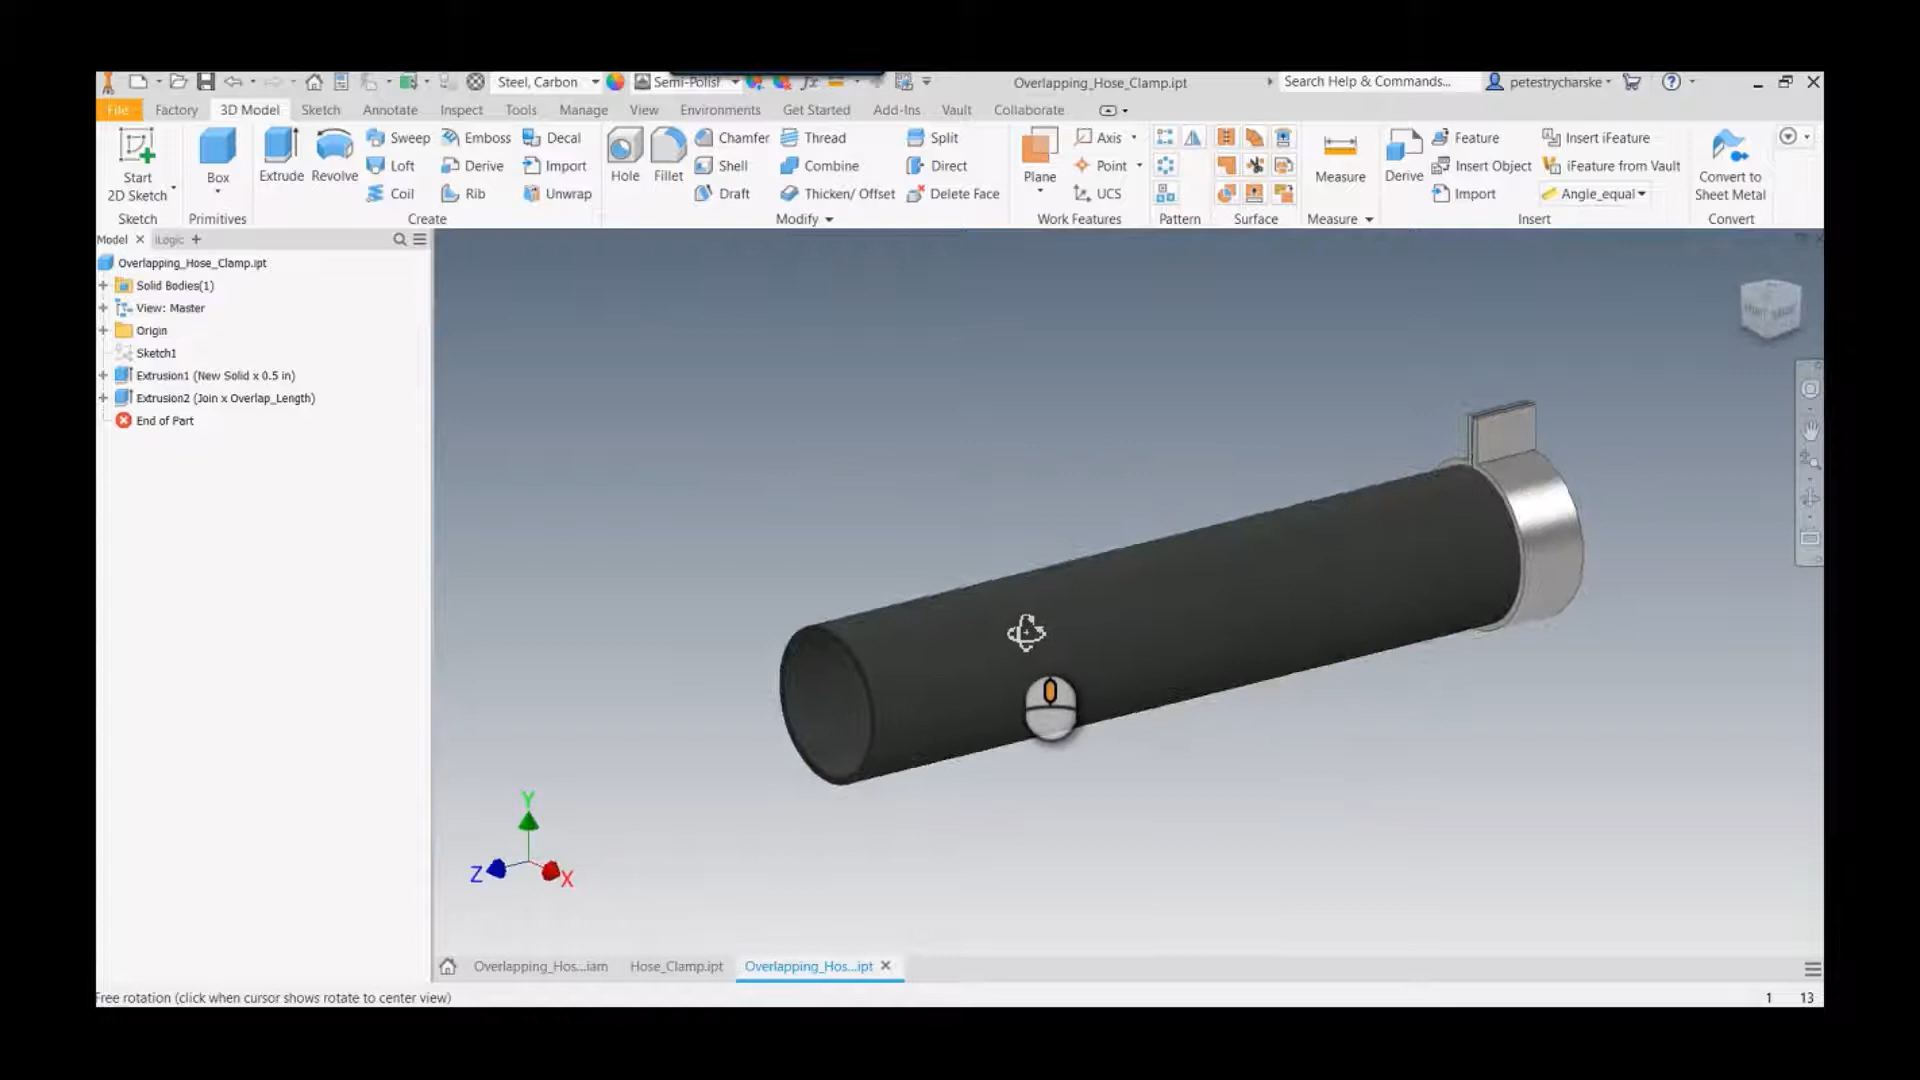 Steel, Carbon Semi-Polisl fx Overlapping_Hose_Clamp.ipt Search Help & Commands... petestrycharske
File Factory 3D Model Sketch Annotate Inspect Tools Manage View Environments Get Started Add-Ins Vault Collaborate
Start
2D Sketch
Sketch
Box
Primitives
Extrude Revolve
Sweep Emboss Decal
Loft Derive Import
Coil Rib Unwrap
Create
Hole Fillet
Chamfer Thread Split
Shell Combine Direct
Draft Thicken/ Offset Delete Face
Modify
Plane
Axis
Point
UCS
Work Features
Pattern
Surface
Measure
Measure
Derive
Feature Insert iFeature
Insert Object iFeature from Vault
Import Angle_equal
Insert
Convert to
Sheet Metal
Convert
Model iLogic
Overlapping_Hose_Clamp.ipt
Solid Bodies(1)
View: Master
Origin
Sketch1
Extrusion1 (New Solid x 0.5 in)
Extrusion2 (Join x Overlap_Length)
End of Part
Y
Z
X
Overlapping_Hos...iam Hose_Clamp.ipt Overlapping_Hos...ipt
Free rotation (click when cursor shows rotate to center view) 1 13